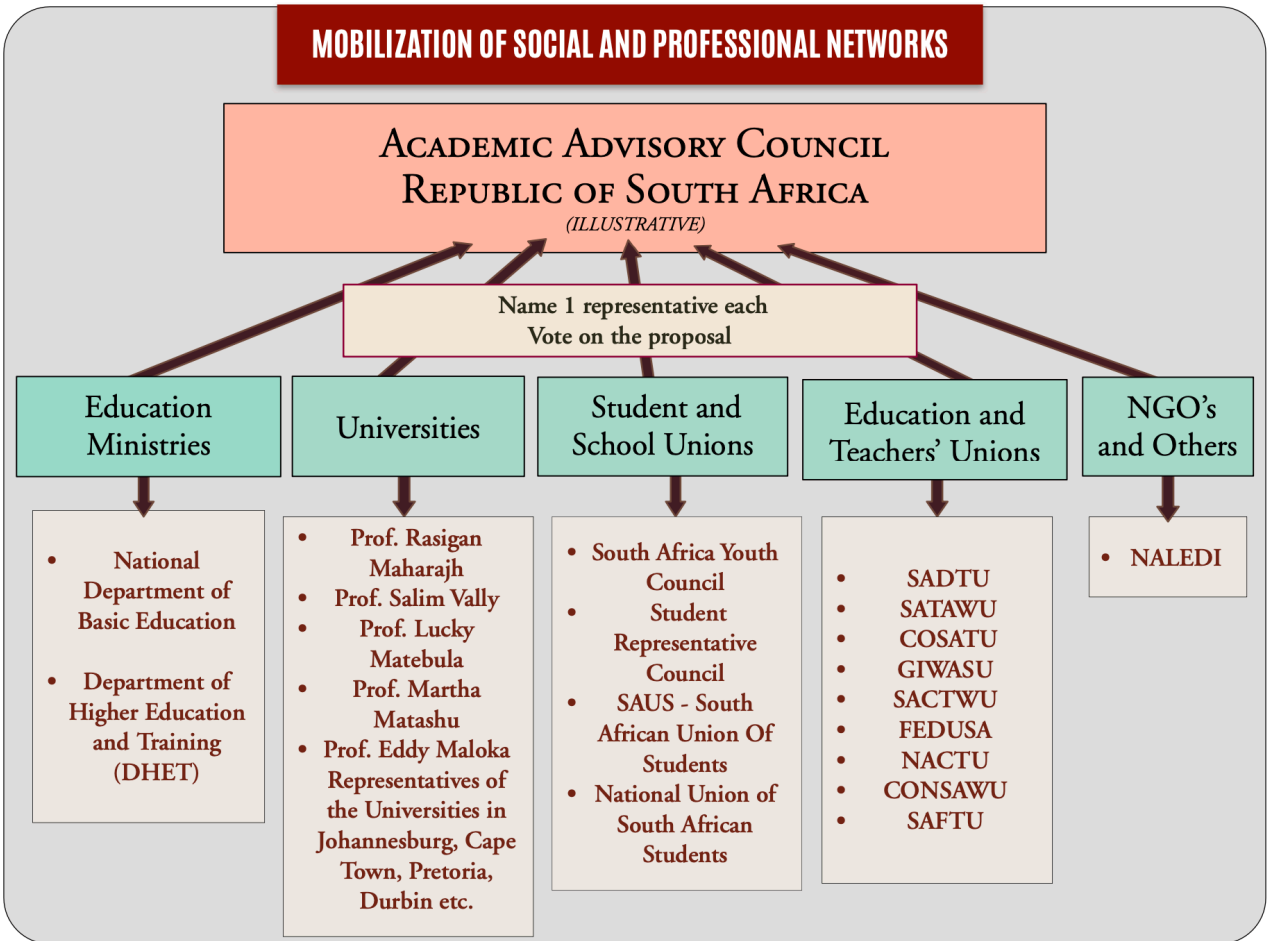 MOBILIZATION OF SOCIAL AND PROFESSIONAL NETWORKS
Academic Advisory Council
Republic of South Africa
(ILLUSTRATIVE)
Name 1 representative each
Vote on the proposal
Education
Ministries
• National
Department of
Basic Education
• Department of
Higher Education
and Training
(DHET)
Universities
• Prof. Rasigan
Maharajh
• Prof. Salim Vally
• Prof. Lucky
Matebula
• Prof. Martha
Matashu
• Prof. Eddy Maloka
Representatives of
the Universities in
Johannesburg, Cape
Town, Pretoria,
Durbin etc.
Student and
School Unions
• South Africa Youth
Council
• Student
Representative
Council
• SAUS - South
African Union Of
Students
• National Union of
South African
Students
Education and
Teachers’ Unions
• SADTU
• SATAWU
• COSATU
• GIWASU
• SACTWU
• FEDUSA
• NACTU
• CONSAWU
• SAFTU
NGO’s
and Others
• NALEDI